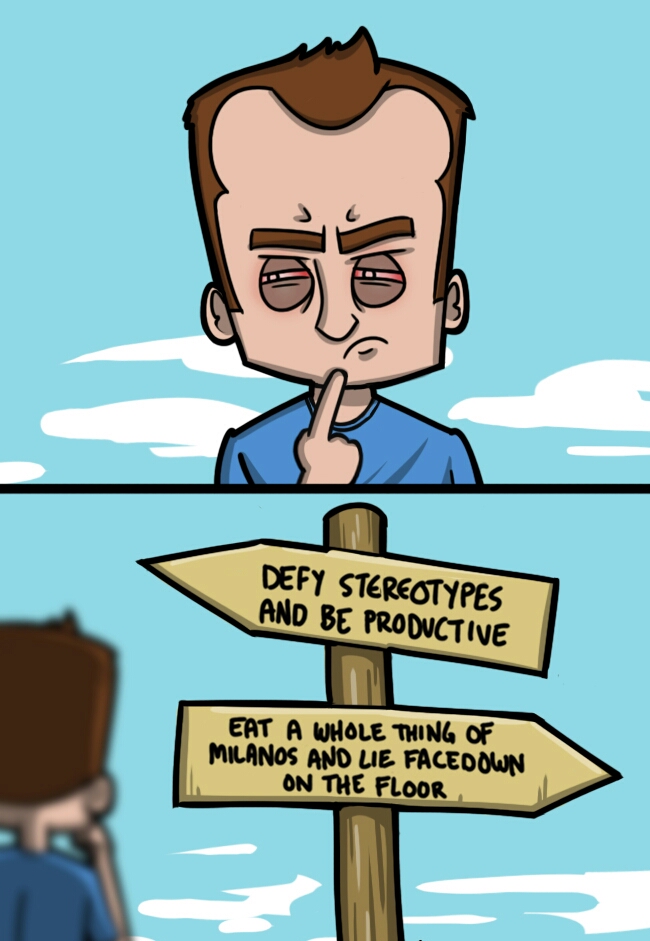 DEFY STEREOTYPES
AND BE PRODUCTIVE
EAT A WHOLE THING OF
MILANOS AND LIE FACEDOWN
ON THE FLOOR